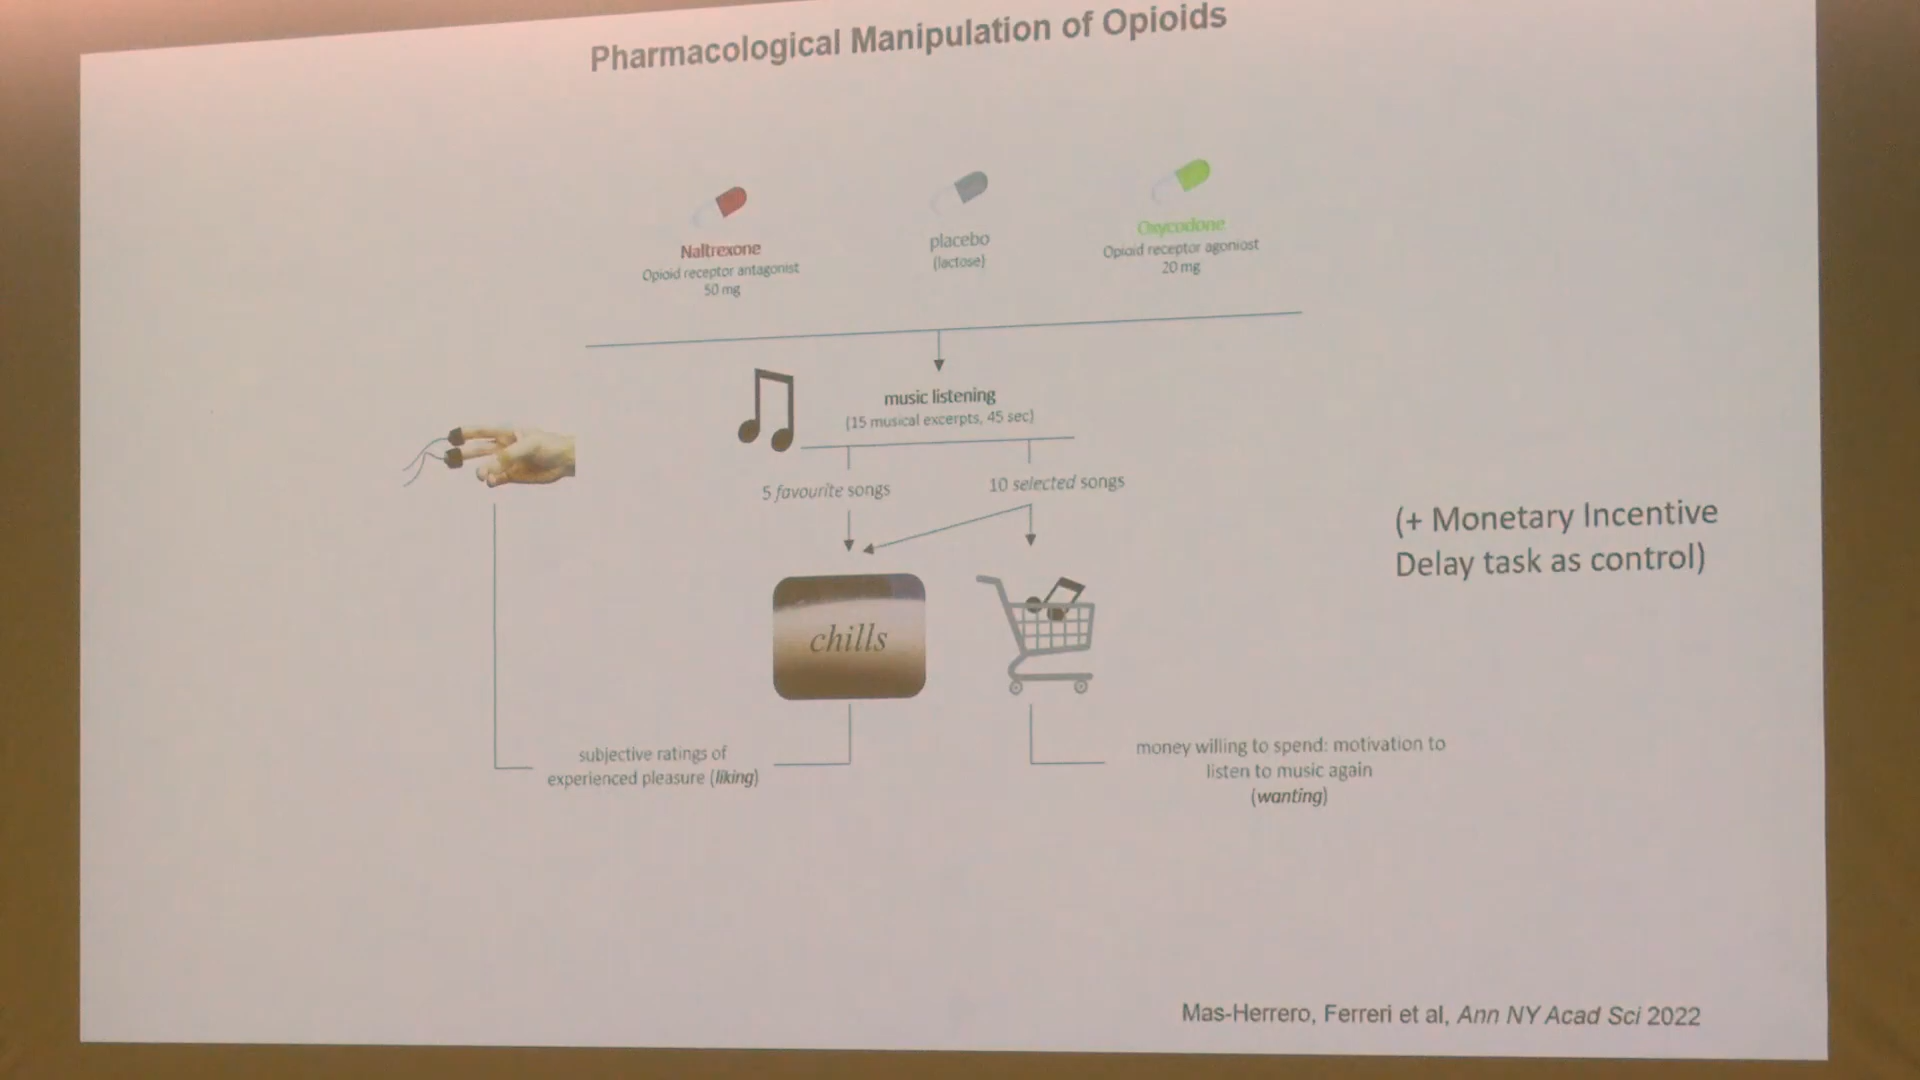 Pharmacological Manipulation of Opioids
Naltrexone
Opioid receptor antagonist
50 mg
placebo
(lactose)
Oxycodone
Opioid receptor agoniost
20 mg
music listening
(15 musical excerpts, 45 sec)
5 favourite songs
10 selected songs
(+ Monetary Incentive
Delay task as control)
chills
subjective ratings of
experienced pleasure (liking)
money willing to spend: motivation to
listen to music again
(wanting)
Mas-Herrero, Ferreri et al, Ann NY Acad Sci 2022